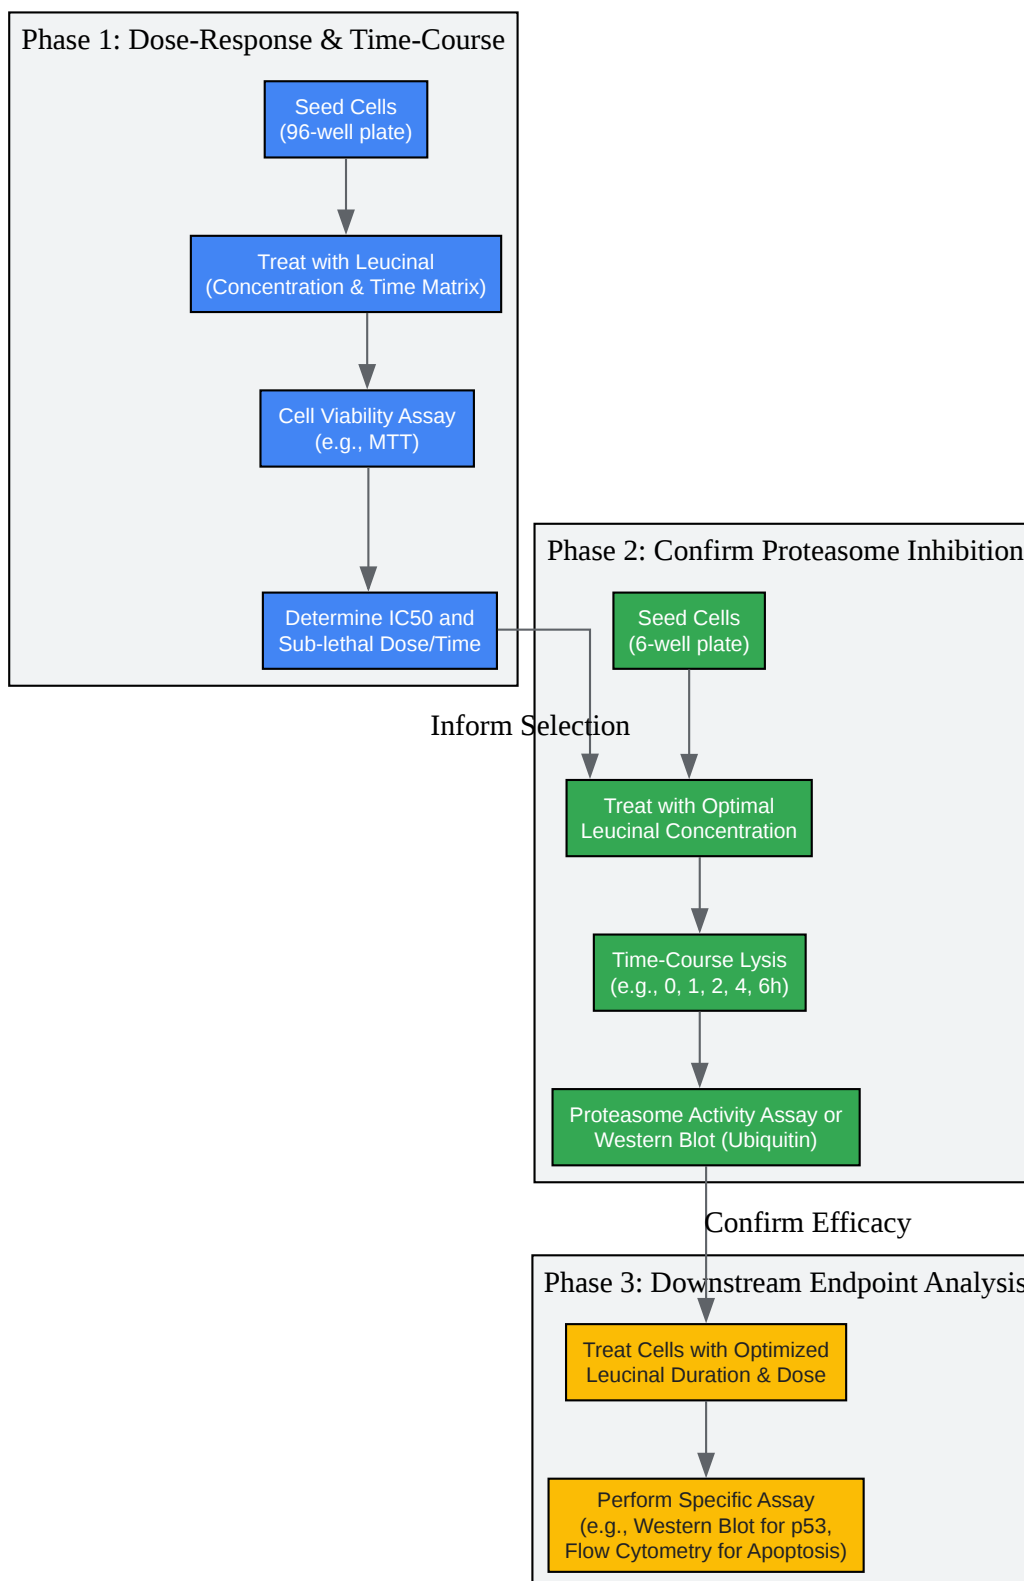 Phase 1: Dose-Response & Time-Course
Seed Cells
(96-well plate)
Treat with Leucinal
(Concentration & Time Matrix)
Cell Viability Assay
(e.g., MTT)
Determine IC50 and
Sub-lethal Dose/Time
Inform Selection
Phase 2: Confirm Proteasome Inhibition
Seed Cells
(6-well plate)
Treat with Optimal
Leucinal Concentration
Time-Course Lysis
(e.g., 0, 1, 2, 4, 6h)
Proteasome Activity Assay or
Western Blot (Ubiquitin)
Confirm Efficacy
Phase 3: Downstream Endpoint Analysis
Treat Cells with Optimized
Leucinal Duration & Dose
Perform Specific Assay
(e.g., Western Blot for p53,
Flow Cytometry for Apoptosis)